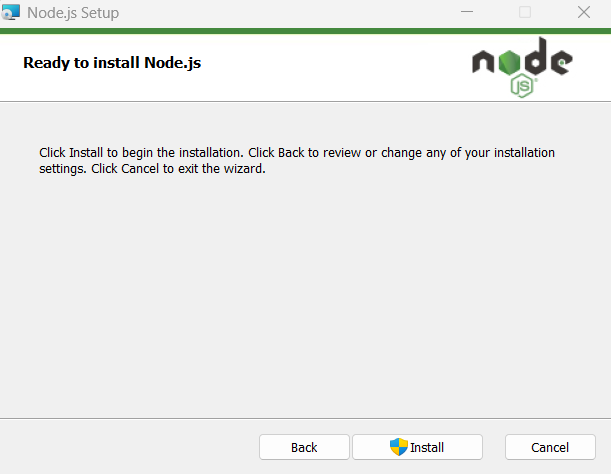 Node.js Setup
Ready to install Node.js
node
JS
Click Install to begin the installation. Click Back to review or change any of your installation
settings. Click Cancel to exit the wizard.
Back
Install
Cancel